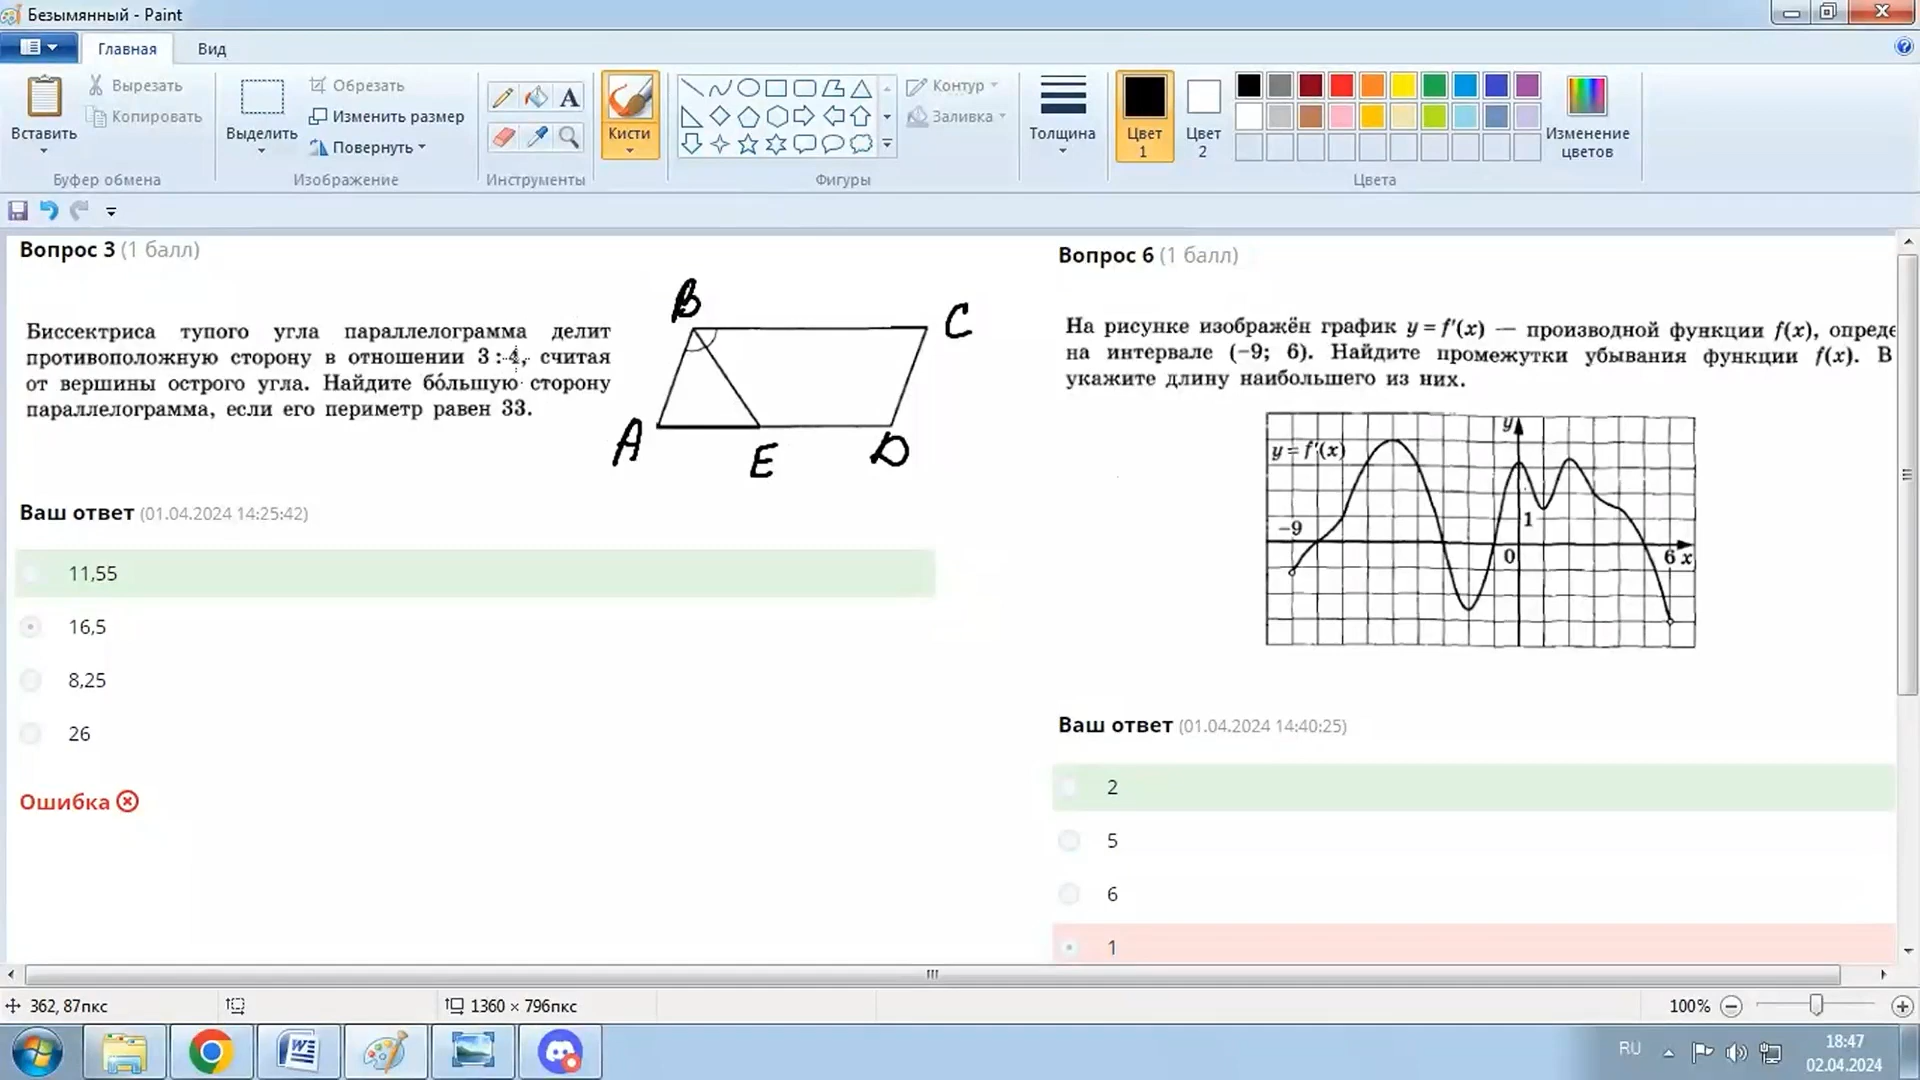 Безымянный - Paint
Главная
Вид
Вставить
Вырезать
Копировать
Буфер обмена
Выделить
Обрезать
Изменить размер
Повернуть
Изображение
A
Инструменты
Кисти
Фигуры
Контур
Заливка
Толщина
Цвет 1
Цвет 2
Изменение цветов
Цвета
Вопрос 3 (1 балл)
Биссектриса тупого угла параллелограмма делит
противоположную сторону в отношении 3 : 4, считая
от вершины острого угла. Найдите бо́льшую сторону
параллелограмма, если его периметр равен 33.
B
C
A
E
D
Ваш ответ (01.04.2024 14:25:42)
11,55
16,5
8,25
26
Ошибка
Вопрос 6 (1 балл)
На рисунке изображён график y = f′(x) — производной функции f(x), опреде
на интервале (−9; 6). Найдите промежутки убывания функции f(x). В
укажите длину наибольшего из них.
y
y = f′(x)
−9
1
0
6 x
Ваш ответ (01.04.2024 14:40:25)
2
5
6
1
362, 87пкс
1360 × 796пкс
100%
RU
18:47
02.04.2024